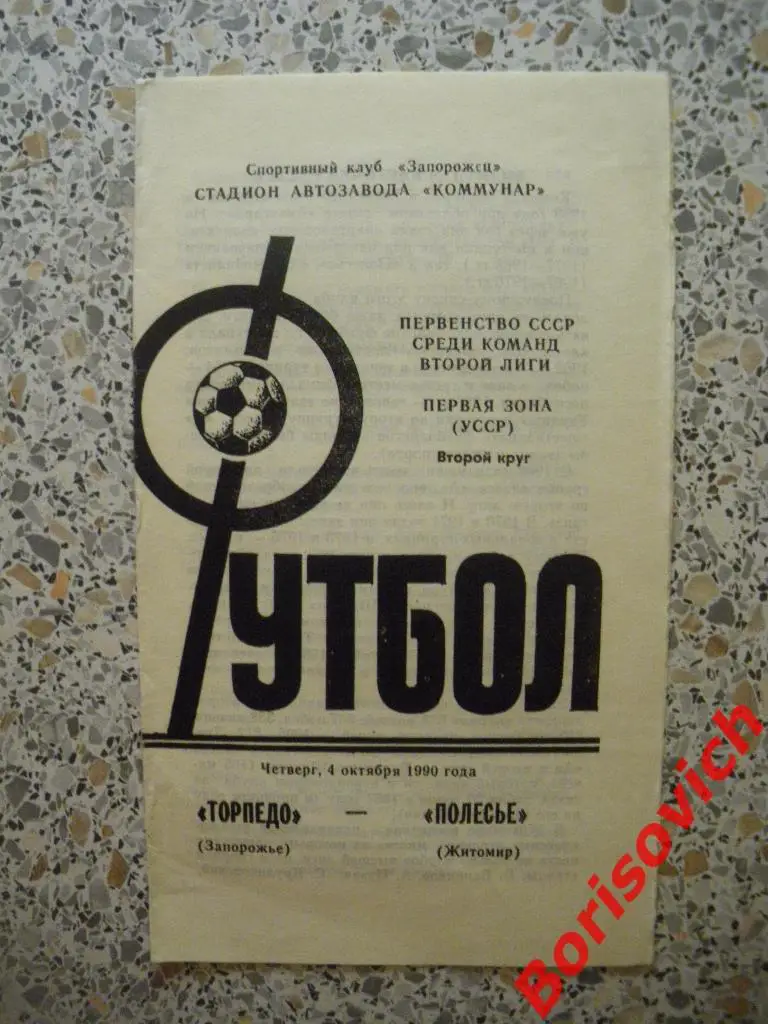 Спортивный клуб «Запорожец»
СТАДИОН АВТОЗАВОДА «КОММУНАР»
ПЕРВЕНСТВО СССР
СРЕДИ КОМАНД
ВТОРОЙ ЛИГИ
ПЕРВАЯ ЗОНА
(УССР)
Второй круг
ФУТБОЛ
Четверг, 4 октября 1990 года
«ТОРПЕДО» — «ПОЛЕСЬЕ»
(Запорожье) (Житомир)
Borisovich